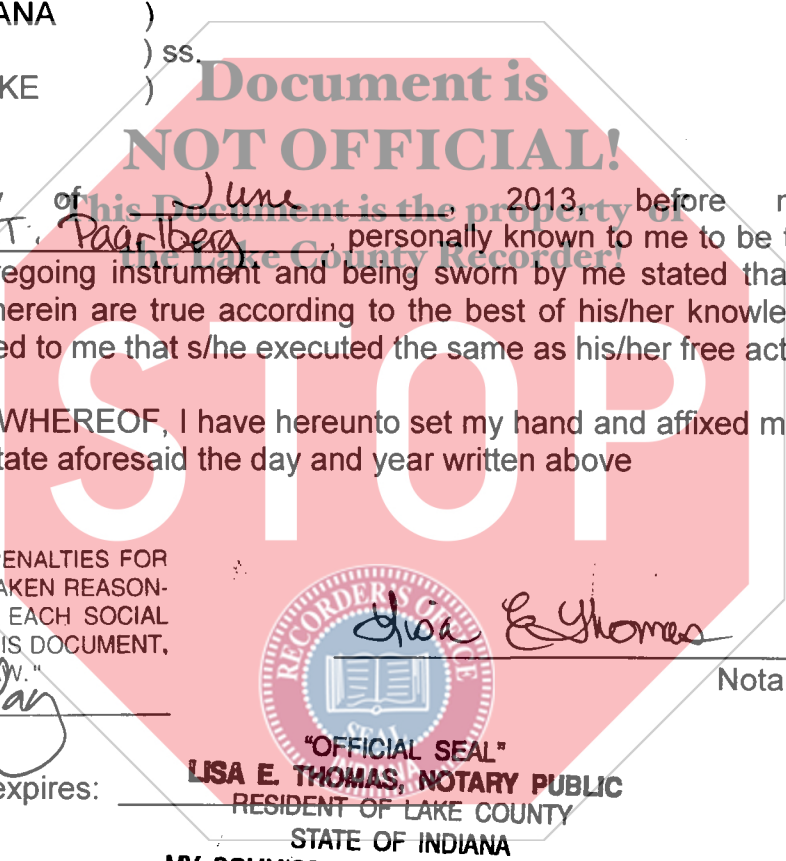 ANA )
) ss.
KE )
Document is
NOT OFFICIAL!
This Document is the property of
the Lake County Recorder!
of June, 2013, before
T. Paarlberg, personally known to me to be
regoing instrument and being sworn by me stated tha
herein are true according to the best of his/her knowle
ed to me that s/he executed the same as his/her free act
WHEREOF, I have hereunto set my hand and affixed m
tate aforesaid the day and year written above
STOP
PENALTIES FOR
AKEN REASON-
EACH SOCIAL
IS DOCUMENT,
W."
Lisa E Thomas
Nota
RECORDER'S OFFICE
SEAL
INDIANA
"OFFICIAL SEAL"
LISA E. THOMAS, NOTARY PUBLIC
expires:
RESIDENT OF LAKE COUNTY
STATE OF INDIANA